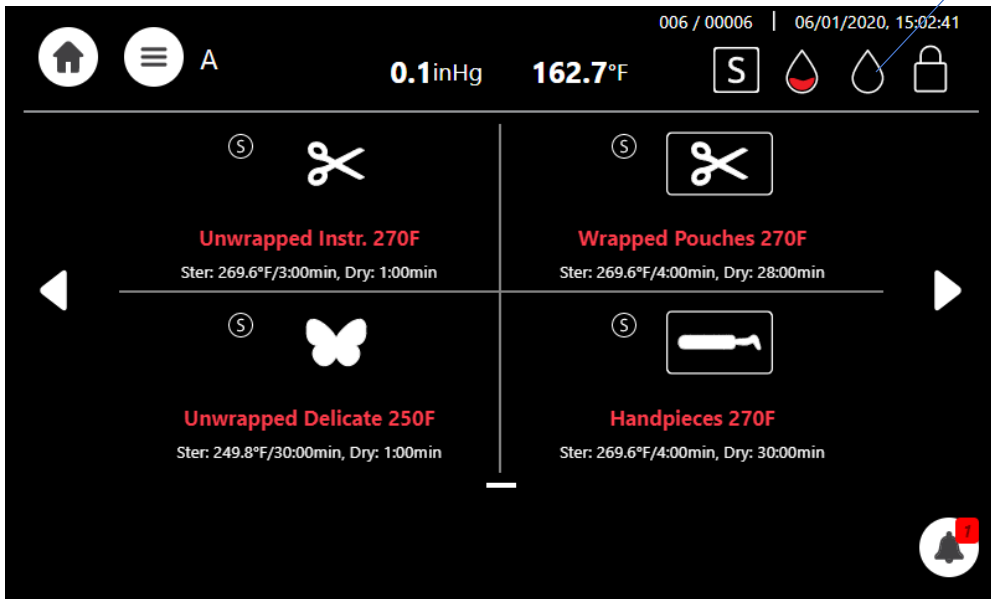 006 / 00006 | 06/01/2020, 15:02:41
A
0.1inHg 162.7°F S
S
S
Unwrapped Instr. 270F
Ster: 269.6°F/3:00min, Dry: 1:00min
Wrapped Pouches 270F
Ster: 269.6°F/4:00min, Dry: 28:00min
S
S
Unwrapped Delicate 250F
Ster: 249.8°F/30:00min, Dry: 1:00min
Handpieces 270F
Ster: 269.6°F/4:00min, Dry: 30:00min
1